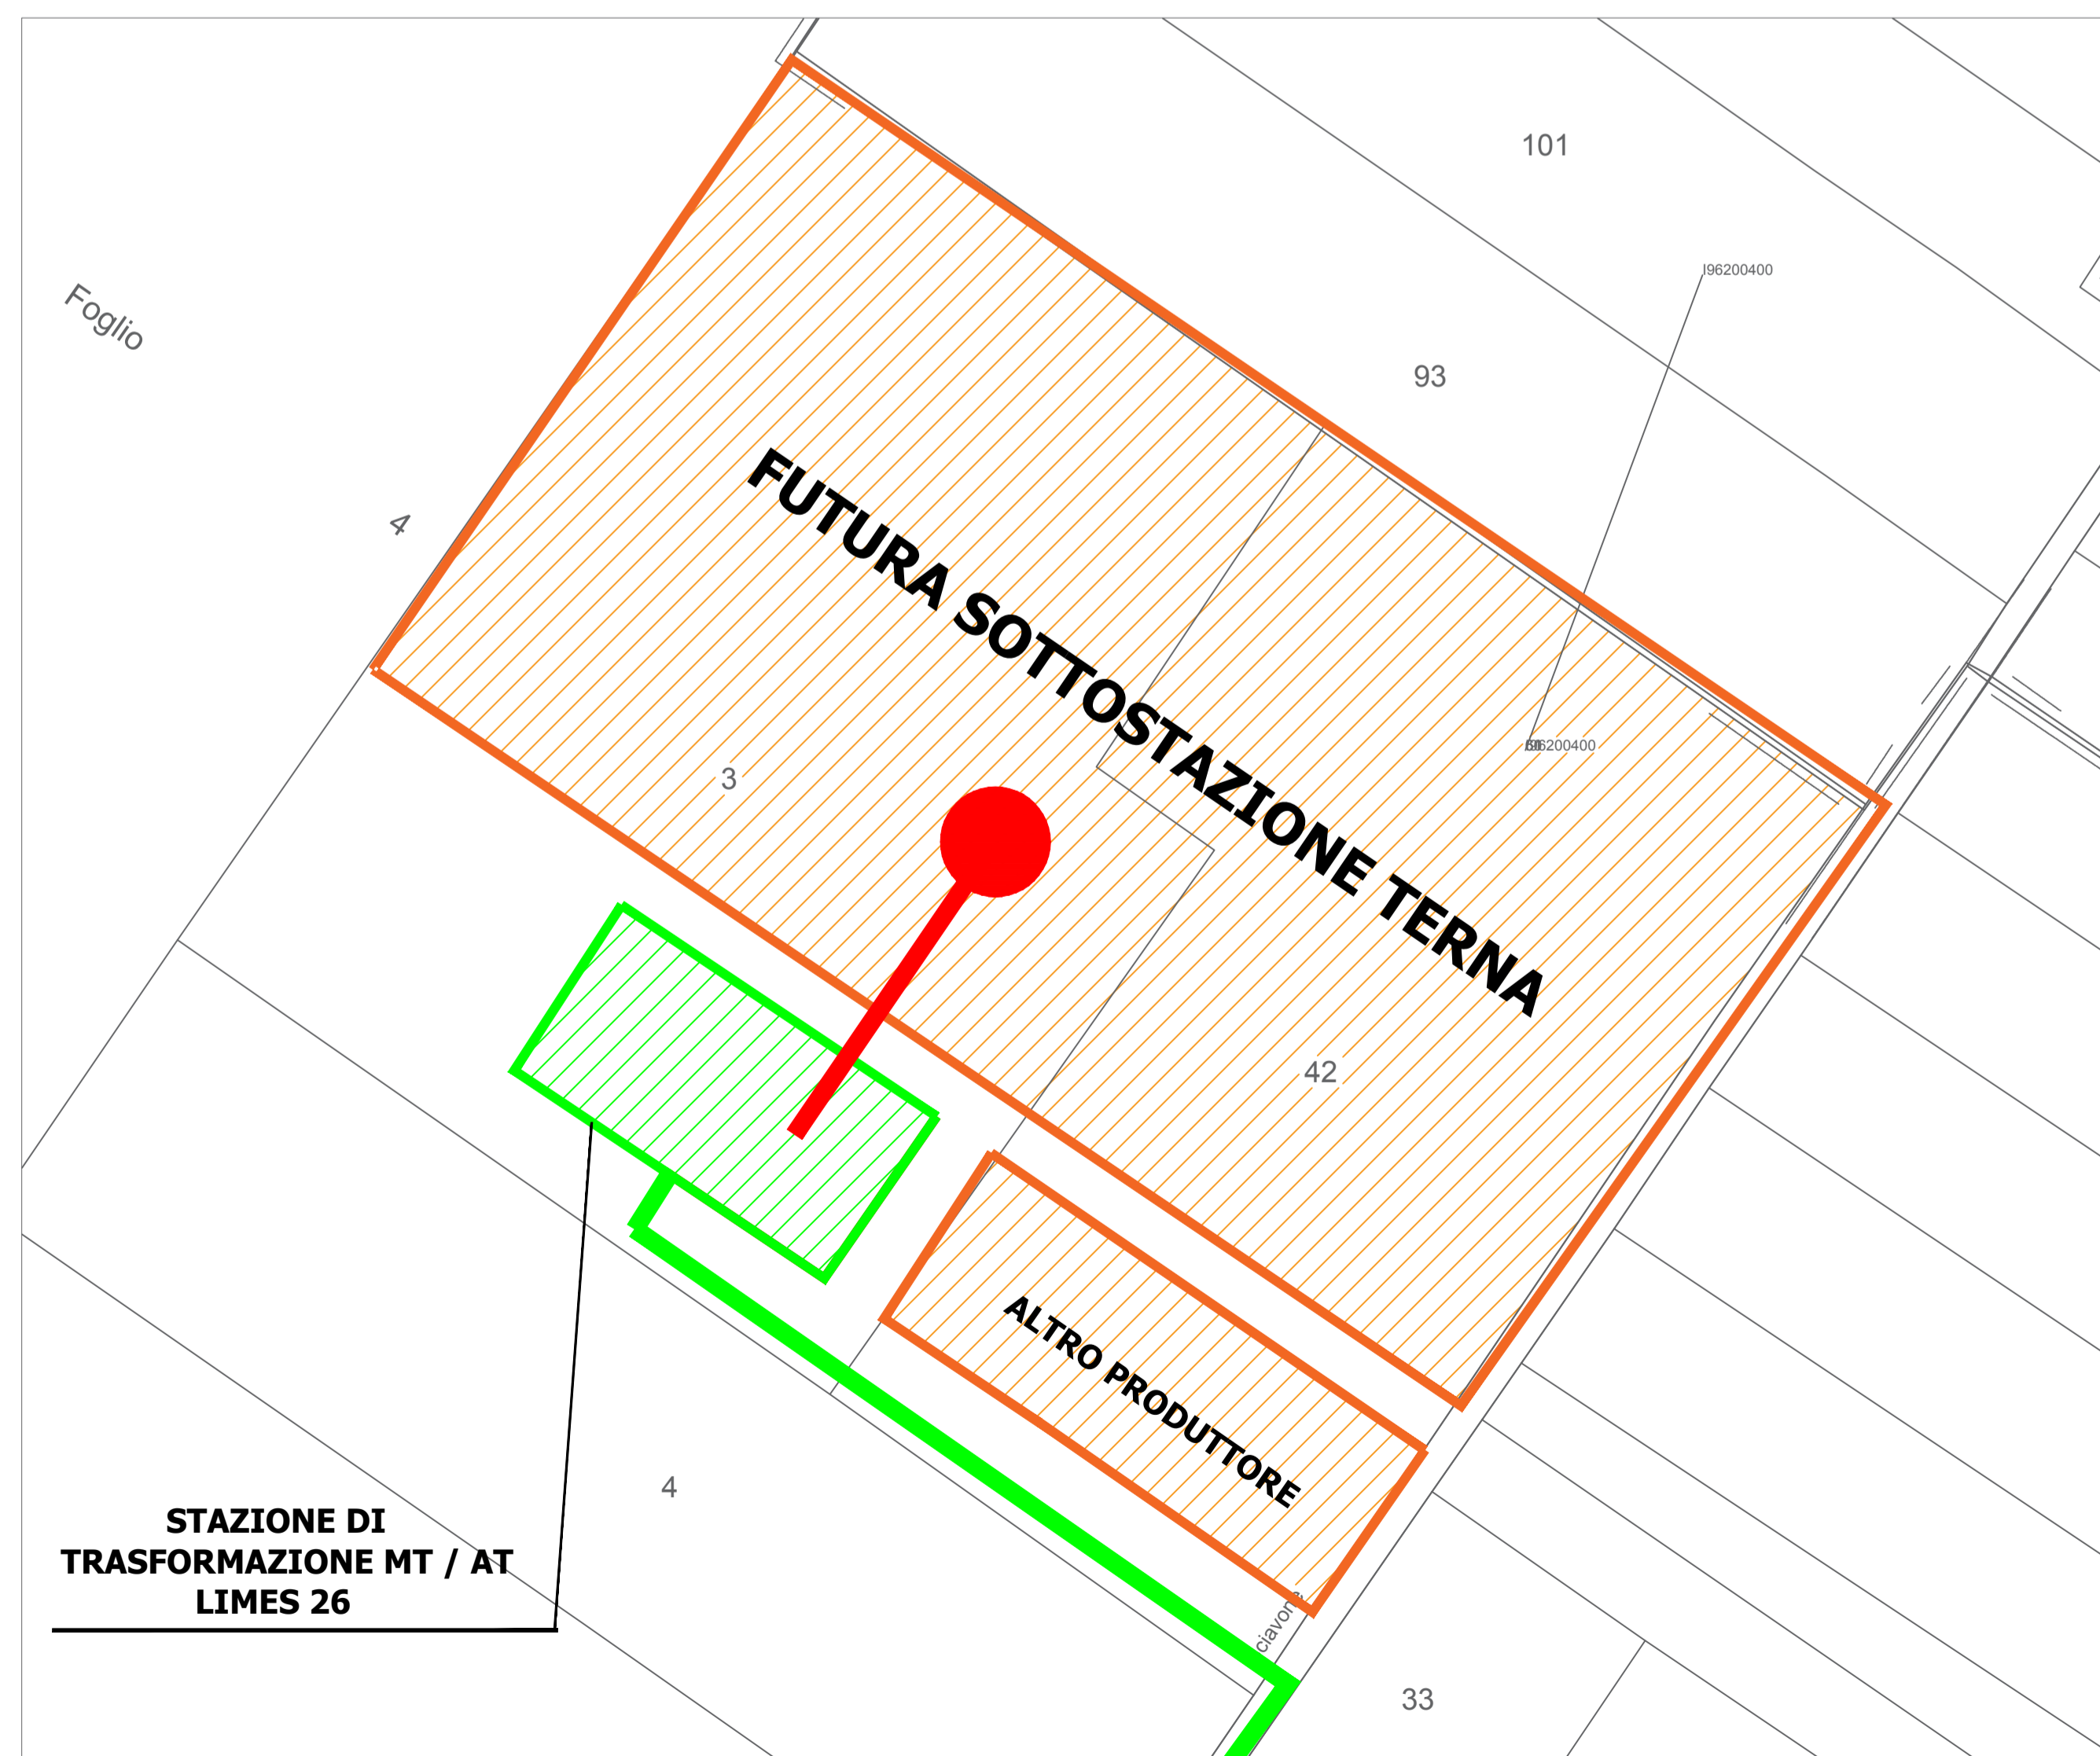 101
I96200400
Foglio
93
4
FUTURA SOTTOSTAZIONE TERNA
3
42
ALTRO PRODUTTORE
4
STAZIONE DI
TRASFORMAZIONE MT / AT
LIMES 26
33